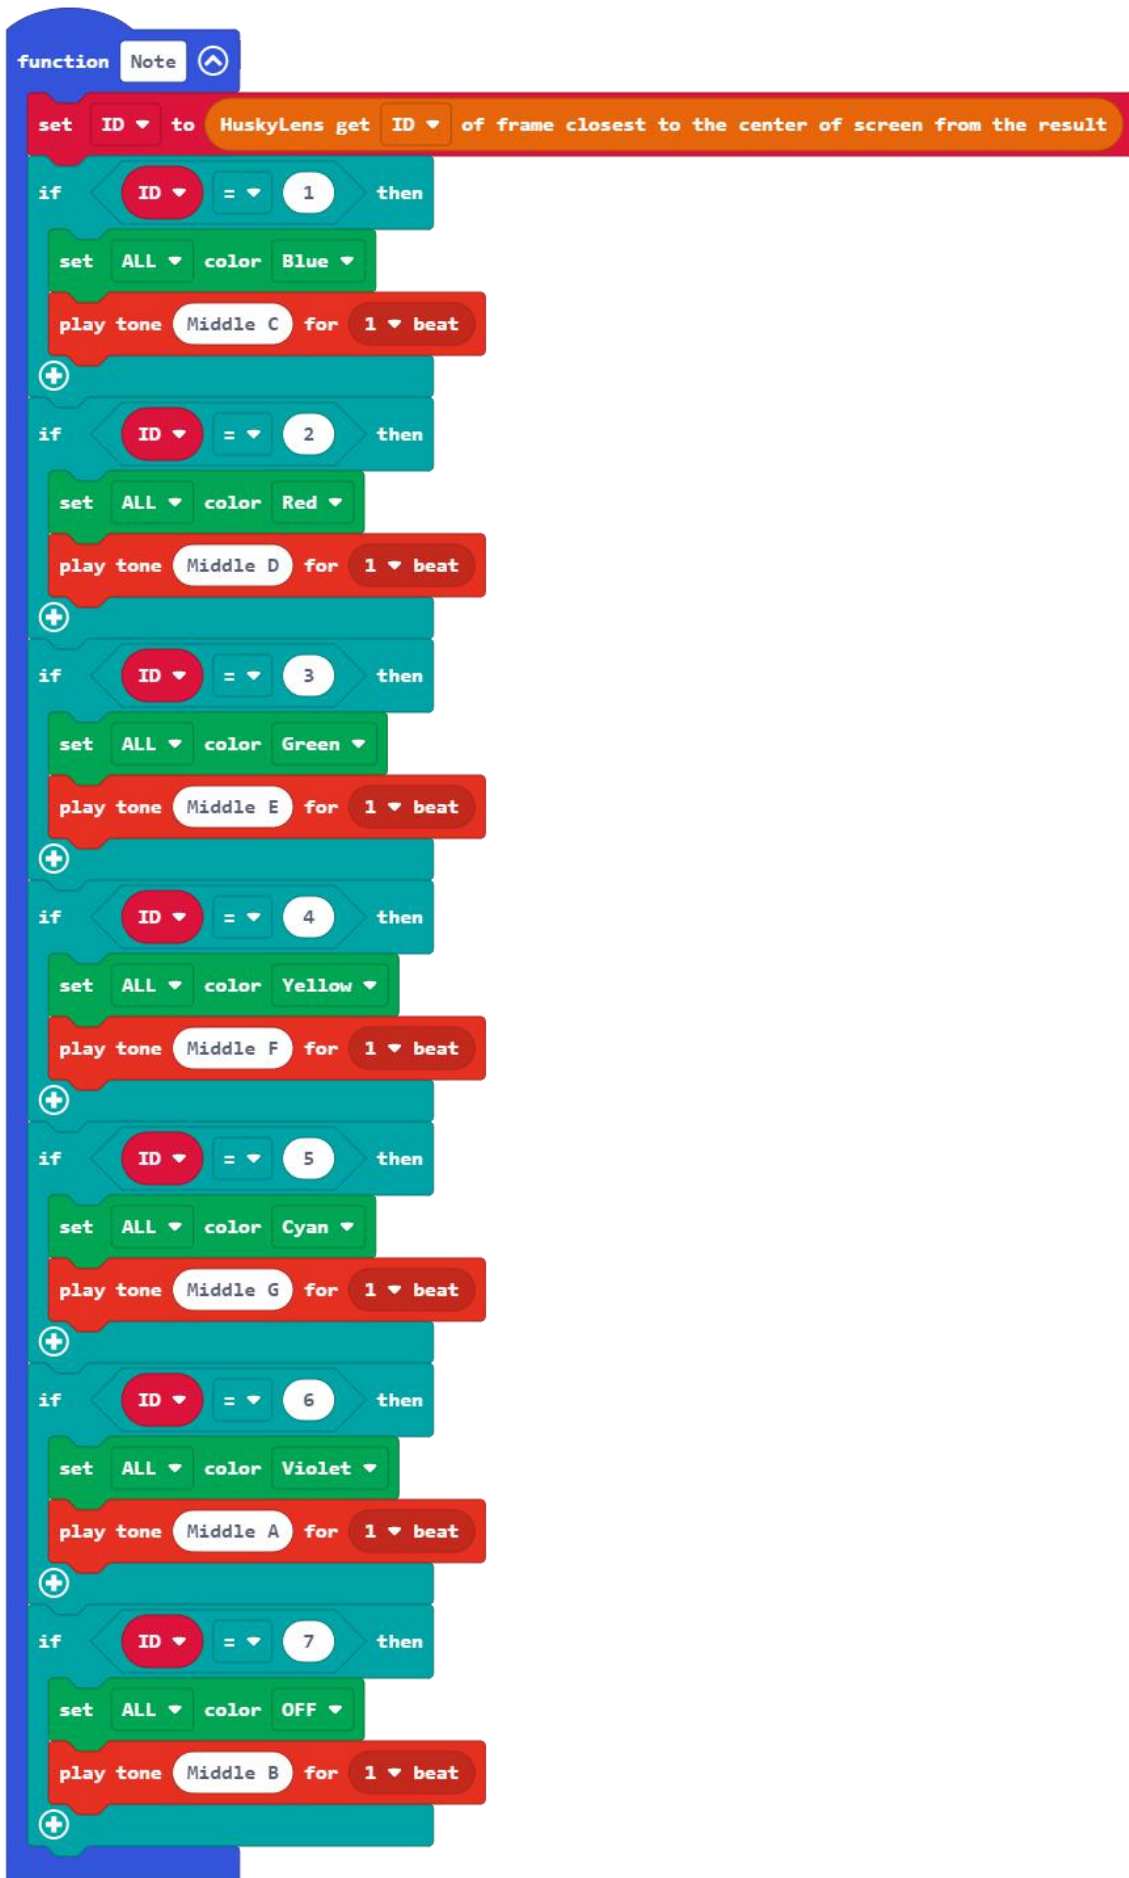 function Note
set ID to HuskyLens get ID of frame closest to the center of screen from the result
if ID = 1 then
set ALL color Blue
play tone Middle C for 1 beat
if ID = 2 then
set ALL color Red
play tone Middle D for 1 beat
if ID = 3 then
set ALL color Green
play tone Middle E for 1 beat
if ID = 4 then
set ALL color Yellow
play tone Middle F for 1 beat
if ID = 5 then
set ALL color Cyan
play tone Middle G for 1 beat
if ID = 6 then
set ALL color Violet
play tone Middle A for 1 beat
if ID = 7 then
set ALL color OFF
play tone Middle B for 1 beat